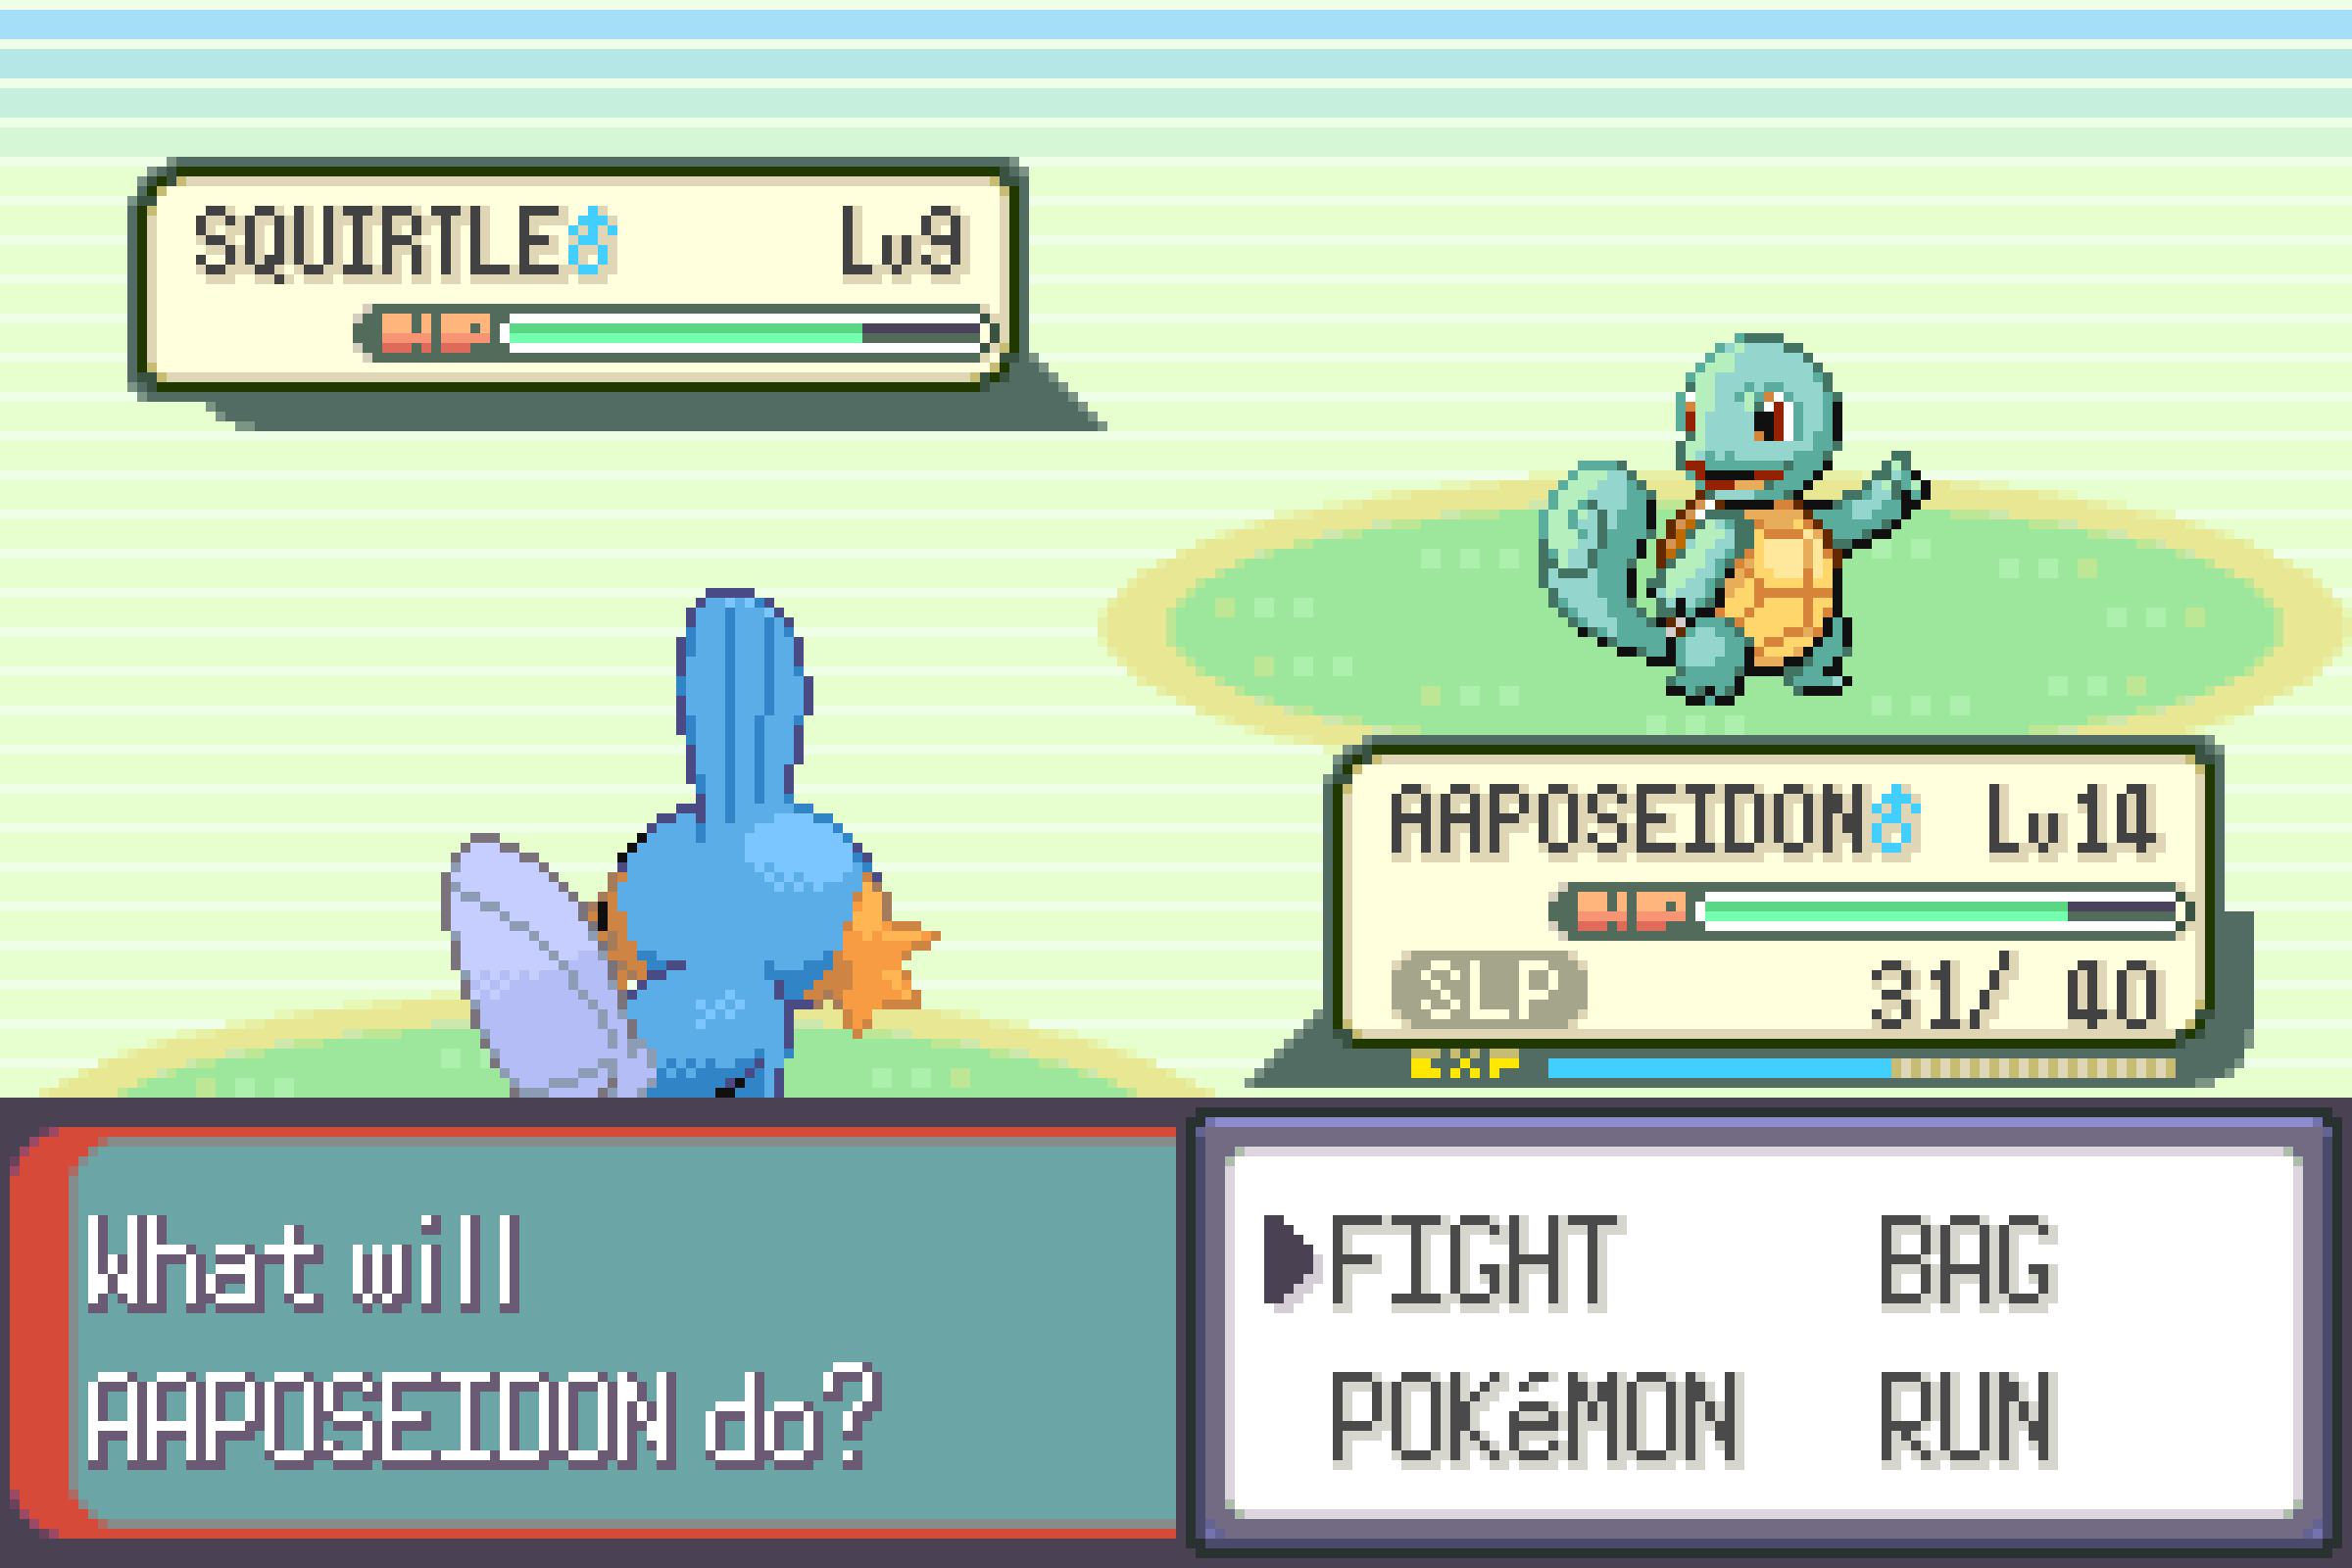 SQUIRTLE♂ Lv9
HP
AAPOSEIDON♂ Lv14
HP
SLP 31/ 40
EXP
What will
AAPOSEIDON do?
FIGHT BAG
POKéMON RUN